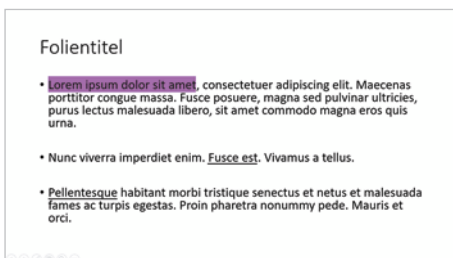 Folientitel
• Lorem ipsum dolor sit amet, consectetuer adipiscing elit. Maecenas
porttitor congue massa. Fusce posuere, magna sed pulvinar ultricies,
purus lectus malesuada libero, sit amet commodo magna eros quis
urna.
• Nunc viverra imperdiet enim. Fusce est. Vivamus a tellus.
• Pellentesque habitant morbi tristique senectus et netus et malesuada
fames ac turpis egestas. Proin pharetra nonummy pede. Mauris et
orci.